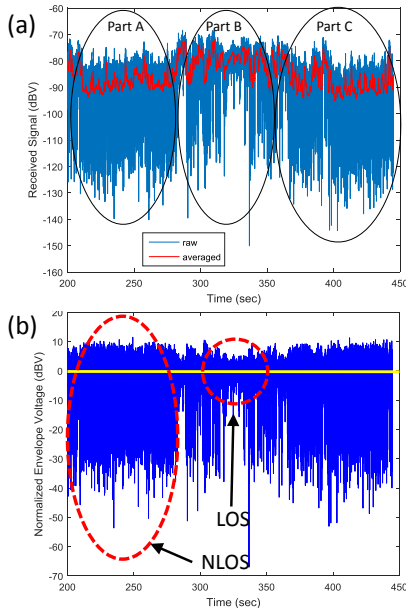 (a)
Part A Part B Part C
-60
-70
-80
-90
-100
-110
-120
-130
-140
-150
-160
Received Signal (dBV)
raw
averaged
200 250 300 350 400 450
Time (sec)
(b)
20
10
0
-10
-20
-30
-40
-50
-60
-70
Normalized Envelope Voltage (dBV)
LOS
NLOS
200 250 300 350 400 450
Time (sec)